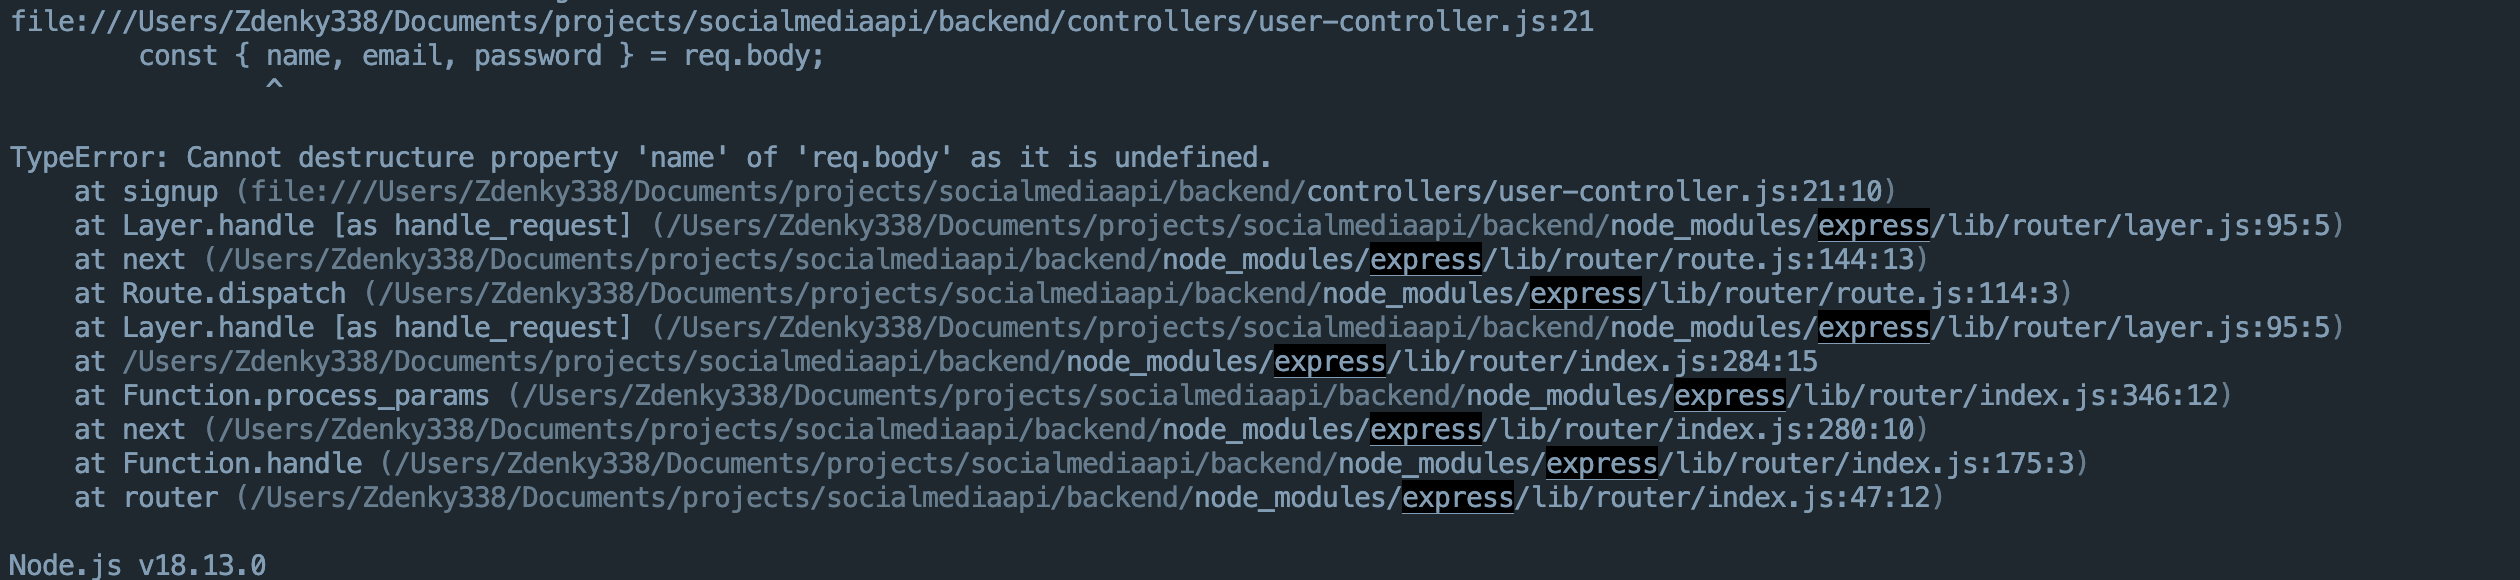 file:///Users/Zdenky338/Documents/projects/socialmediaapi/backend/controllers/user-controller.js:21
        const { name, email, password } = req.body;
                ^

TypeError: Cannot destructure property 'name' of 'req.body' as it is undefined.
    at signup (file:///Users/Zdenky338/Documents/projects/socialmediaapi/backend/controllers/user-controller.js:21:10)
    at Layer.handle [as handle_request] (/Users/Zdenky338/Documents/projects/socialmediaapi/backend/node_modules/express/lib/router/layer.js:95:5)
    at next (/Users/Zdenky338/Documents/projects/socialmediaapi/backend/node_modules/express/lib/router/route.js:144:13)
    at Route.dispatch (/Users/Zdenky338/Documents/projects/socialmediaapi/backend/node_modules/express/lib/router/route.js:114:3)
    at Layer.handle [as handle_request] (/Users/Zdenky338/Documents/projects/socialmediaapi/backend/node_modules/express/lib/router/layer.js:95:5)
    at /Users/Zdenky338/Documents/projects/socialmediaapi/backend/node_modules/express/lib/router/index.js:284:15
    at Function.process_params (/Users/Zdenky338/Documents/projects/socialmediaapi/backend/node_modules/express/lib/router/index.js:346:12)
    at next (/Users/Zdenky338/Documents/projects/socialmediaapi/backend/node_modules/express/lib/router/index.js:280:10)
    at Function.handle (/Users/Zdenky338/Documents/projects/socialmediaapi/backend/node_modules/express/lib/router/index.js:175:3)
    at router (/Users/Zdenky338/Documents/projects/socialmediaapi/backend/node_modules/express/lib/router/index.js:47:12)

Node.js v18.13.0